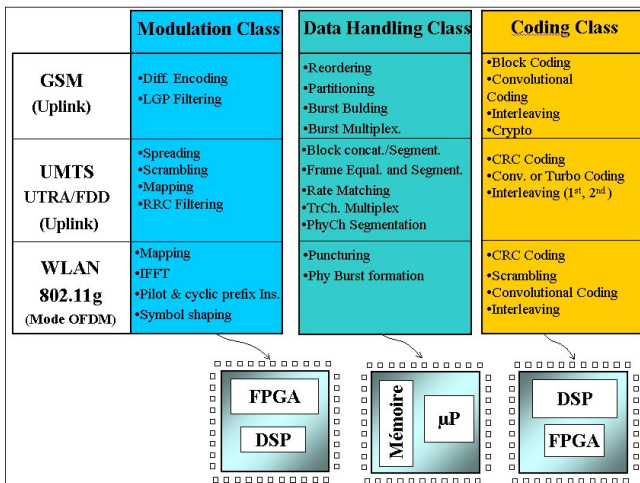 Modulation Class
Data Handling Class
Coding Class
GSM
(Uplink)
•Diff. Encoding
•LGP Filtering
•Reordering
•Partitioning
•Burst Bulding
•Burst Multiplex.
•Block Coding
•Convolutional
Coding
•Interleaving
•Crypto
UMTS
UTRA/FDD
(Uplink)
•Spreading
•Scrambling
•Mapping
•RRC Filtering
•Block concat./Segment.
•Frame Equal. and Segment.
•Rate Matching
•TrCh. Multiplex
•PhyCh Segmentation
•CRC Coding
•Conv. or Turbo Coding
•Interleaving (1st, 2nd )
WLAN
802.11g
(Mode OFDM)
•Mapping
•IFFT
•Pilot & cyclic prefix Ins.
•Symbol shaping
•Puncturing
•Phy Burst formation
•CRC Coding
•Scrambling
•Convolutional Coding
•Interleaving
FPGA
DSP
Mémoire
µP
DSP
FPGA